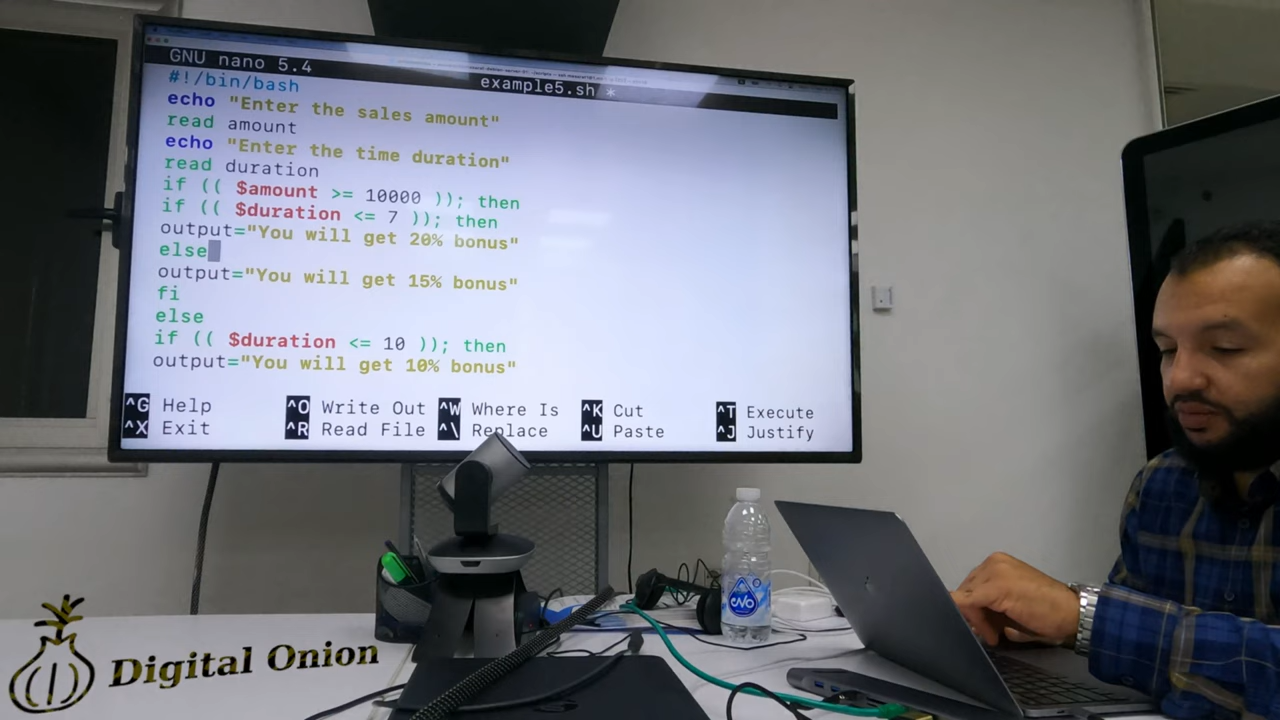 GNU nano 5.4
example5.sh *
#!/bin/bash
echo "Enter the sales amount"
read amount
echo "Enter the time duration"
read duration
if (( $amount >= 10000 )); then
if (( $duration <= 7 )); then
output="You will get 20% bonus"
else
output="You will get 15% bonus"
fi
else
if (( $duration <= 10 )); then
output="You will get 10% bonus"
^G Help ^O Write Out ^W Where Is ^K Cut ^T Execute
^X Exit ^R Read File ^\ Replace ^U Paste ^J Justify
Digital Onion